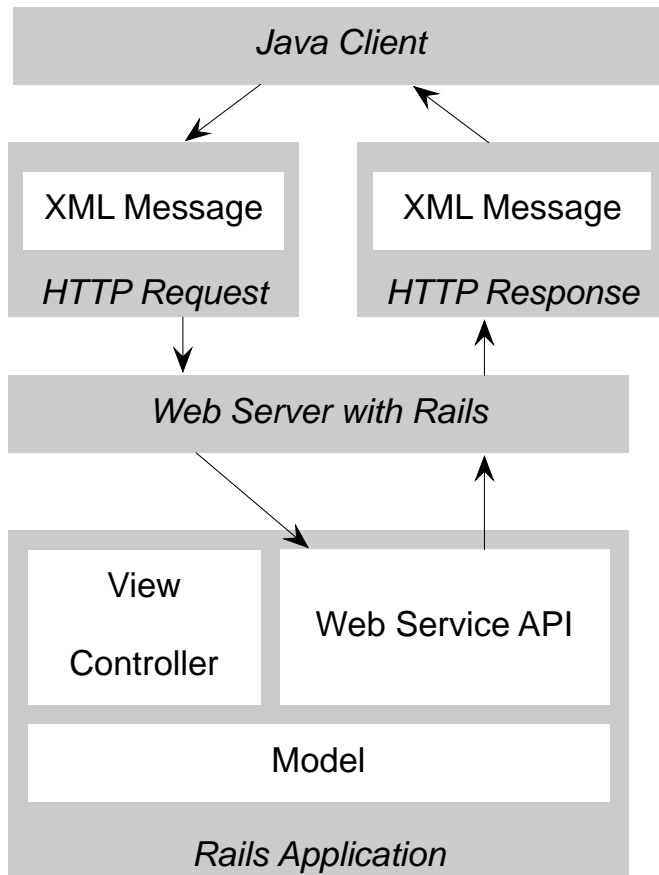 Java Client
XML Message
XML Message
HTTP Request
HTTP Response
Web Server with Rails
View
Controller
Web Service API
Model
Rails Application